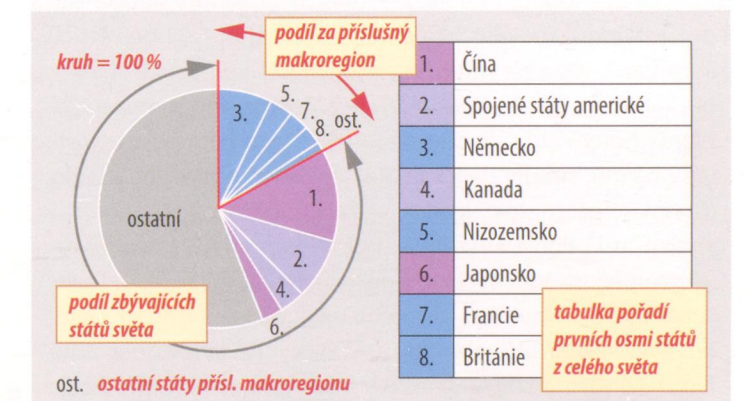 podíl za příslušný
makroregion
kruh = 100 %
3.
5.
7.
8.
ost.
1.
2.
4.
6.
ostatní
podíl zbývajících
států světa
ost. ostatní státy přísl. makroregionu
1. Čína
2. Spojené státy americké
3. Německo
4. Kanada
5. Nizozemsko
6. Japonsko
7. Francie
8. Británie
tabulka pořadí
prvních osmi států
z celého světa